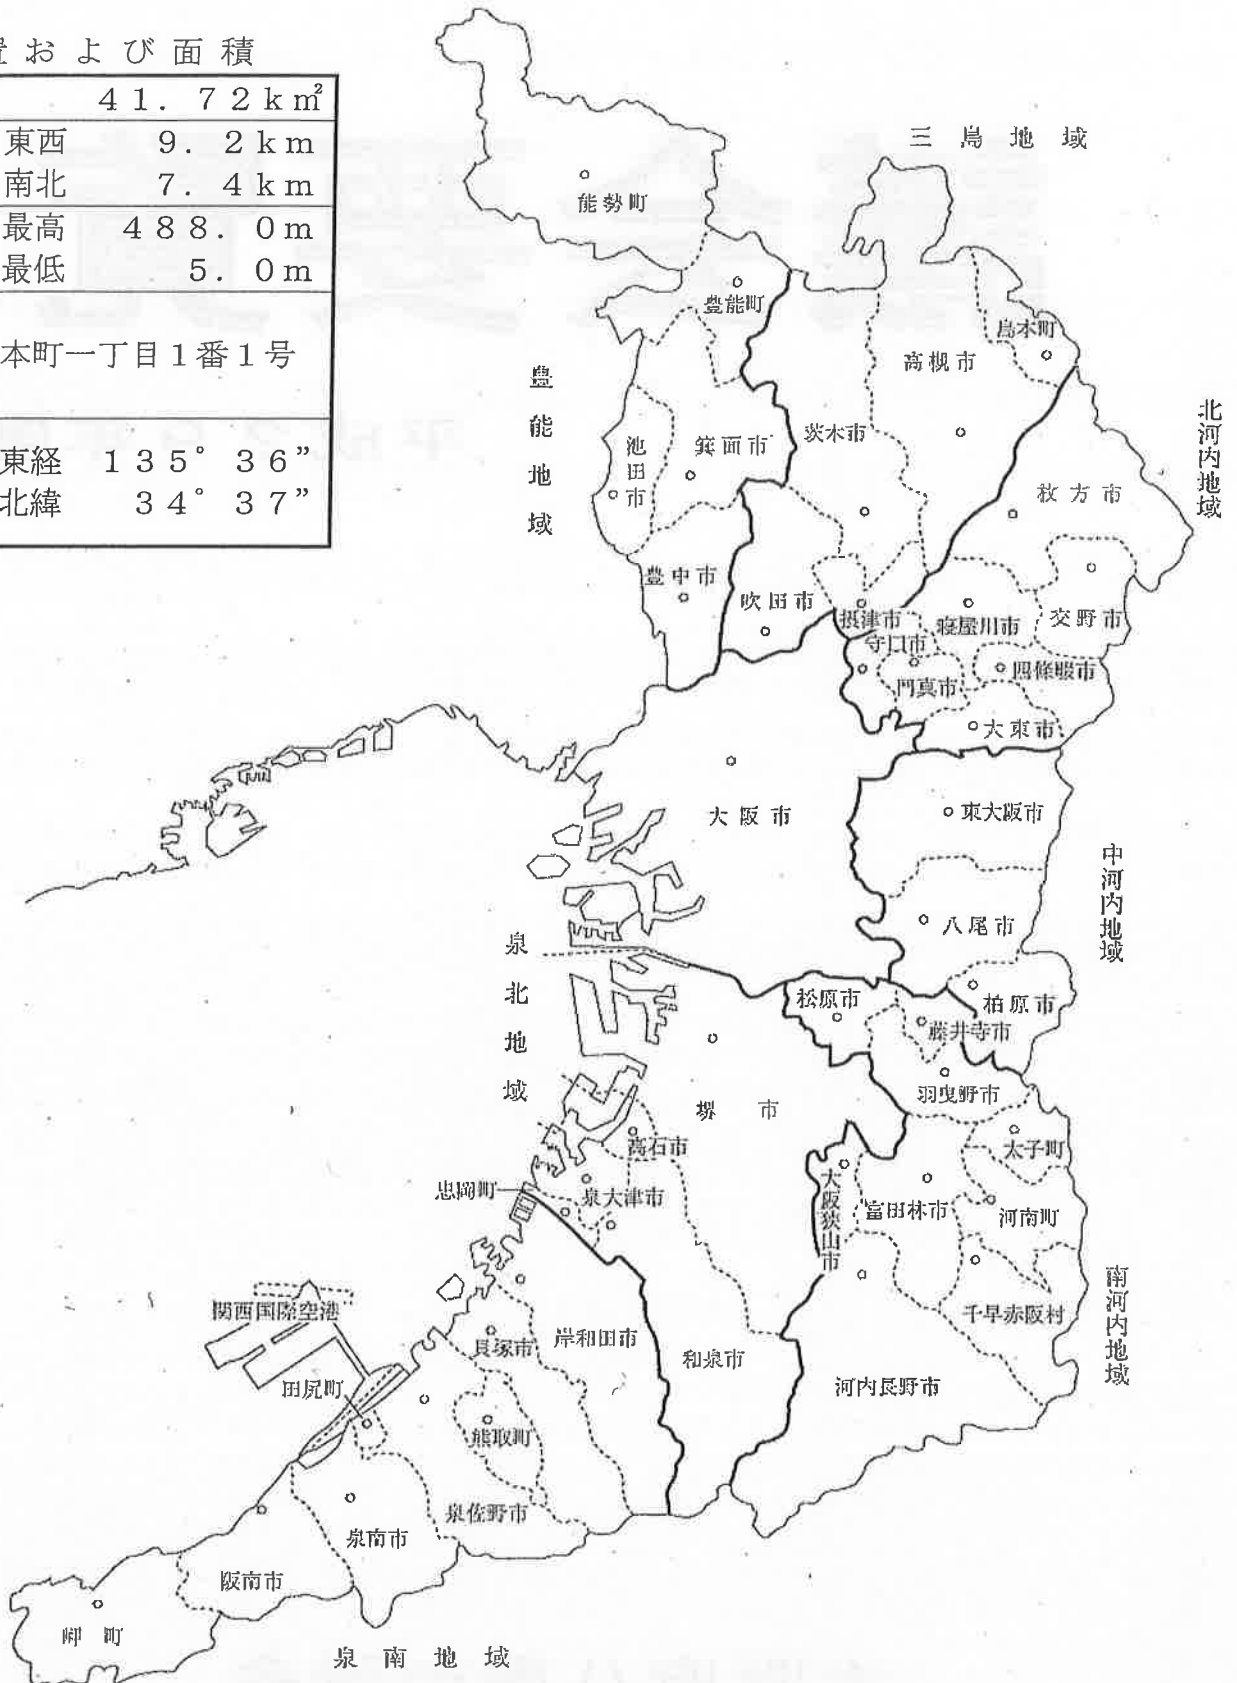 置および面積
41.72k㎡
東西 9.2km
南北 7.4km
最高 488.0m
最低 5.0m
本町一丁目1番1号
東経 135°36”
北緯 34°37”
三島地域
能勢町
豊能町
島本町
高槻市
豊能地域
北河内地域
池田市
箕面市
茨木市
枚方市
豊中市
吹田市
摂津市
寝屋川市
交野市
守口市
門真市
四條畷市
大東市
大阪市
東大阪市
中河内地域
八尾市
泉北地域
松原市
柏原市
藤井寺市
羽曳野市
堺市
高石市
太子町
忠岡町
泉大津市
大阪狭山市
富田林市
河南町
南河内地域
関西国際空港
千早赤阪村
貝塚市
岸和田市
和泉市
田尻町
河内長野市
熊取町
泉佐野市
泉南市
阪南市
岬町
泉南地域